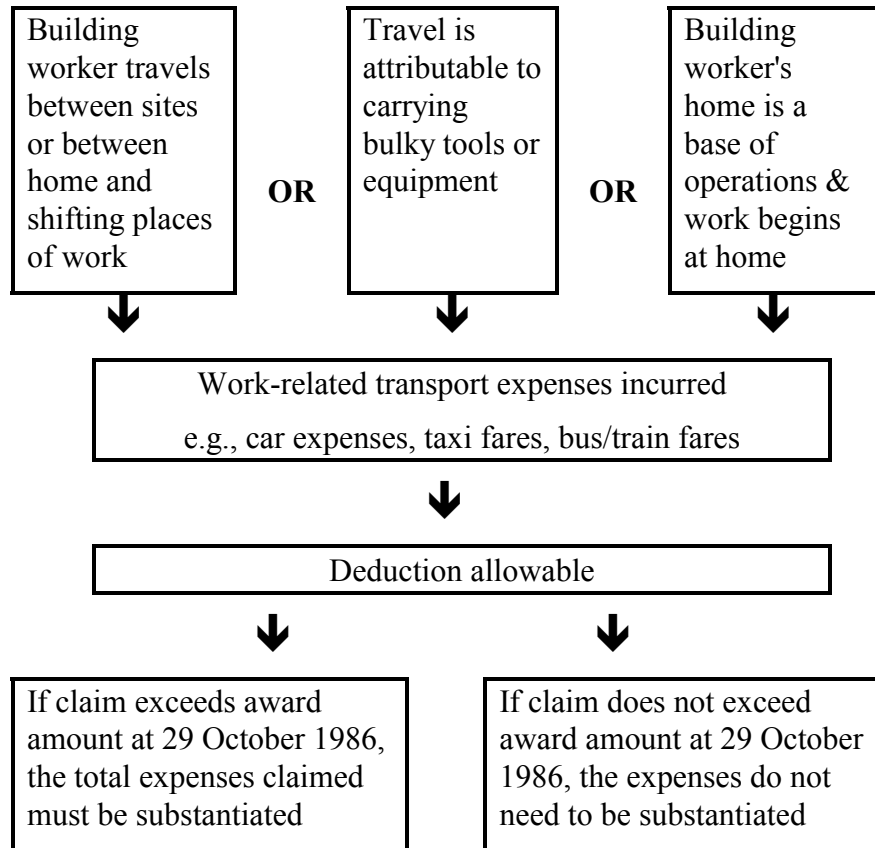 Building
worker travels
between sites
or between
home and
shifting places
of work
OR
Travel is
attributable to
carrying
bulky tools or
equipment
OR
Building
worker's
home is a
base of
operations &
work begins
at home
Work-related transport expenses incurred
e.g., car expenses, taxi fares, bus/train fares
Deduction allowable
If claim exceeds award
amount at 29 October 1986,
the total expenses claimed
must be substantiated
If claim does not exceed
award amount at 29 October
1986, the expenses do not
need to be substantiated